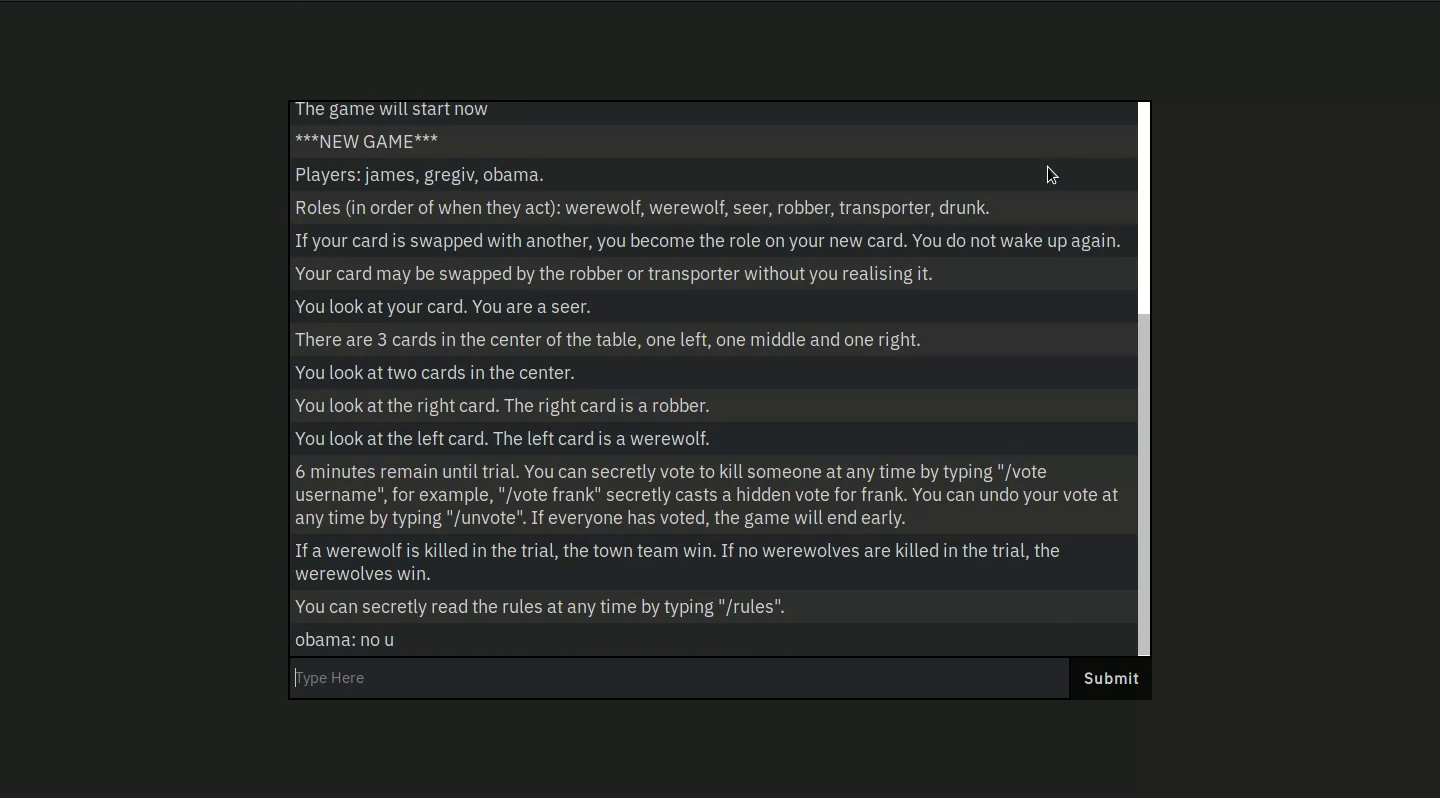 The game will start now
***NEW GAME***
Players: james, gregiv, obama.
Roles (in order of when they act): werewolf, werewolf, seer, robber, transporter, drunk.
If your card is swapped with another, you become the role on your new card. You do not wake up again.
Your card may be swapped by the robber or transporter without you realising it.
You look at your card. You are a seer.
There are 3 cards in the center of the table, one left, one middle and one right.
You look at two cards in the center.
You look at the right card. The right card is a robber.
You look at the left card. The left card is a werewolf.
6 minutes remain until trial. You can secretly vote to kill someone at any time by typing "/vote
username", for example, "/vote frank" secretly casts a hidden vote for frank. You can undo your vote at
any time by typing "/unvote". If everyone has voted, the game will end early.
If a werewolf is killed in the trial, the town team win. If no werewolves are killed in the trial, the
werewolves win.
You can secretly read the rules at any time by typing "/rules".
obama: no u
Type Here
Submit